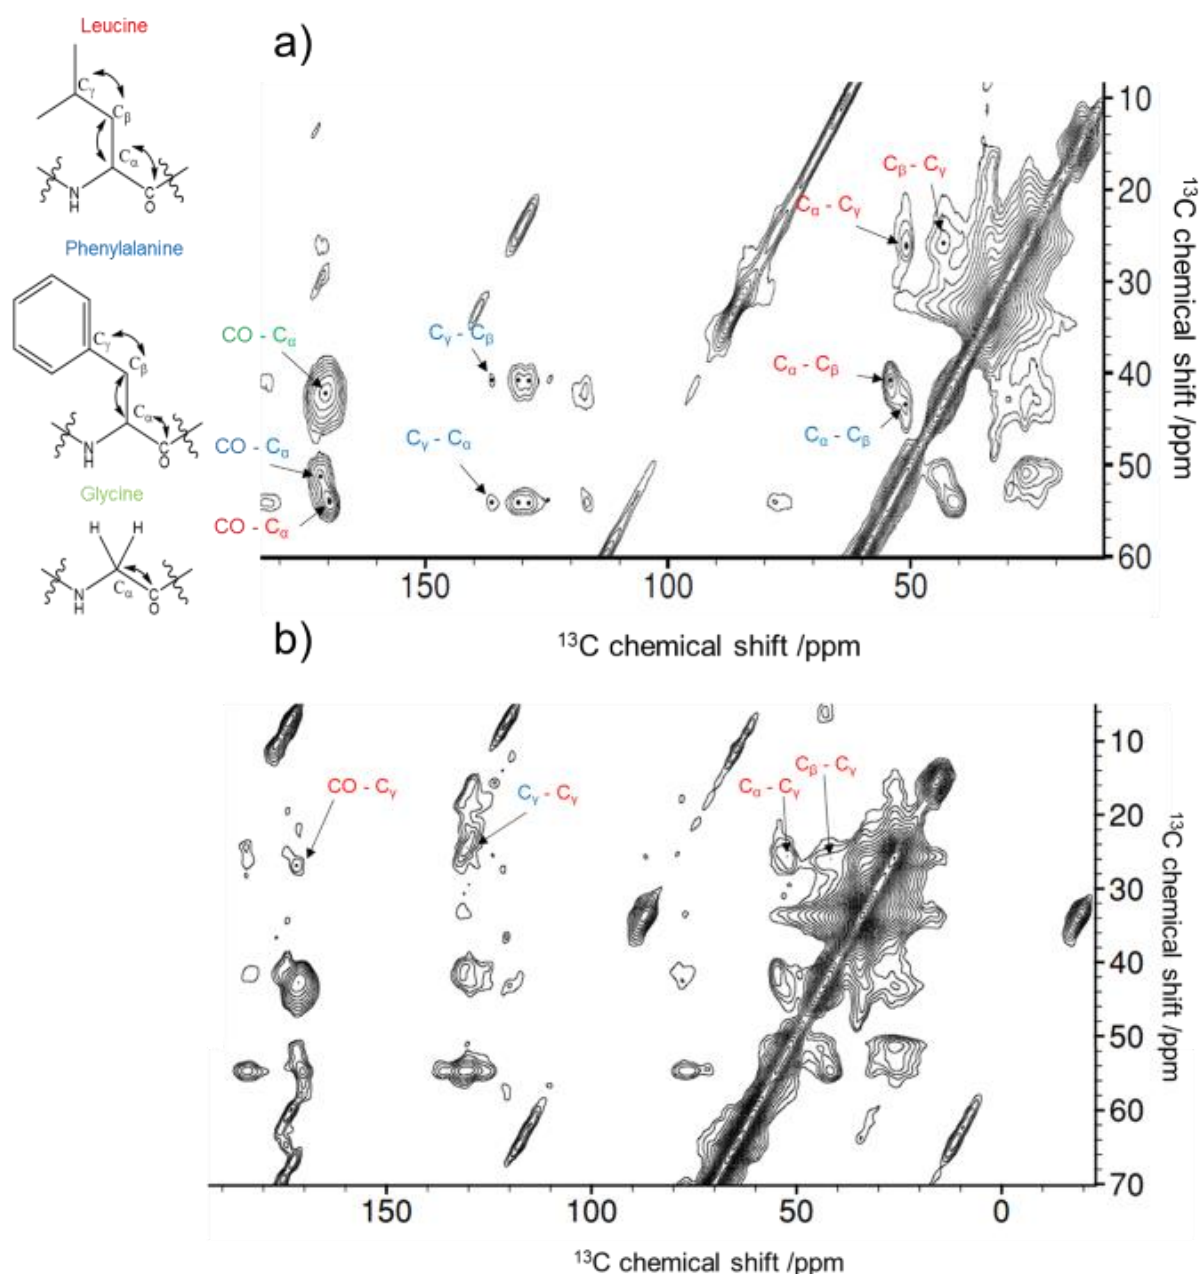 Leucine
Cγ
Cβ
Cα
N
H
C
O
Phenylalanine
Cγ
Cβ
Cα
N
H
C
O
Glycine
H H
N
H
Cα
C
O
a)
Cβ - Cγ
Cα - Cγ
CO - Cα
Cγ - Cβ
Cα - Cβ
CO - Cα
Cγ - Cα
Cα - Cβ
CO - Cα
10
20
30
40
50
60
150 100 50
¹³C chemical shift /ppm
¹³C chemical shift /ppm
b)
CO - Cγ
Cγ - Cγ
Cα - Cγ
Cβ - Cγ
10
20
30
40
50
60
70
150 100 50 0
¹³C chemical shift /ppm
¹³C chemical shift /ppm